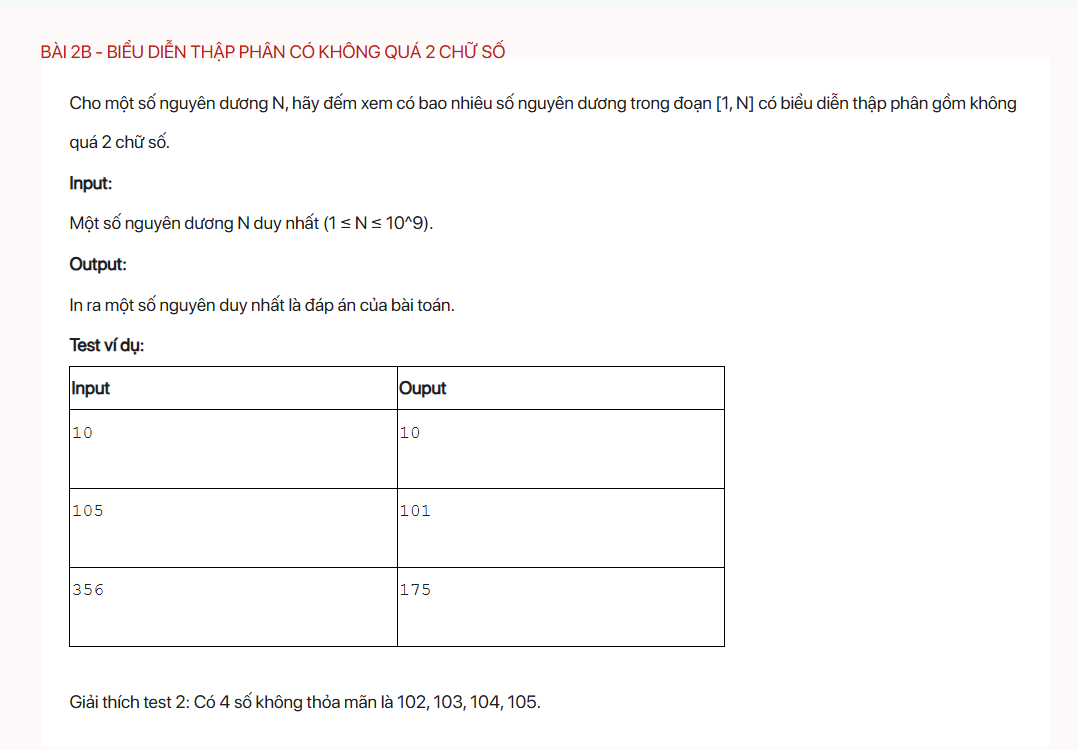 BÀI 2B - BIỂU DIỄN THẬP PHÂN CÓ KHÔNG QUÁ 2 CHỮ SỐ
Cho một số nguyên dương N, hãy đếm xem có bao nhiêu số nguyên dương trong đoạn [1, N] có biểu diễn thập phân gồm không
quá 2 chữ số.
Input:
Một số nguyên dương N duy nhất (1 ≤ N ≤ 10^9).
Output:
In ra một số nguyên duy nhất là đáp án của bài toán.
Test ví dụ:
Input Ouput
10 10
105 101
356 175
Giải thích test 2: Có 4 số không thỏa mãn là 102, 103, 104, 105.